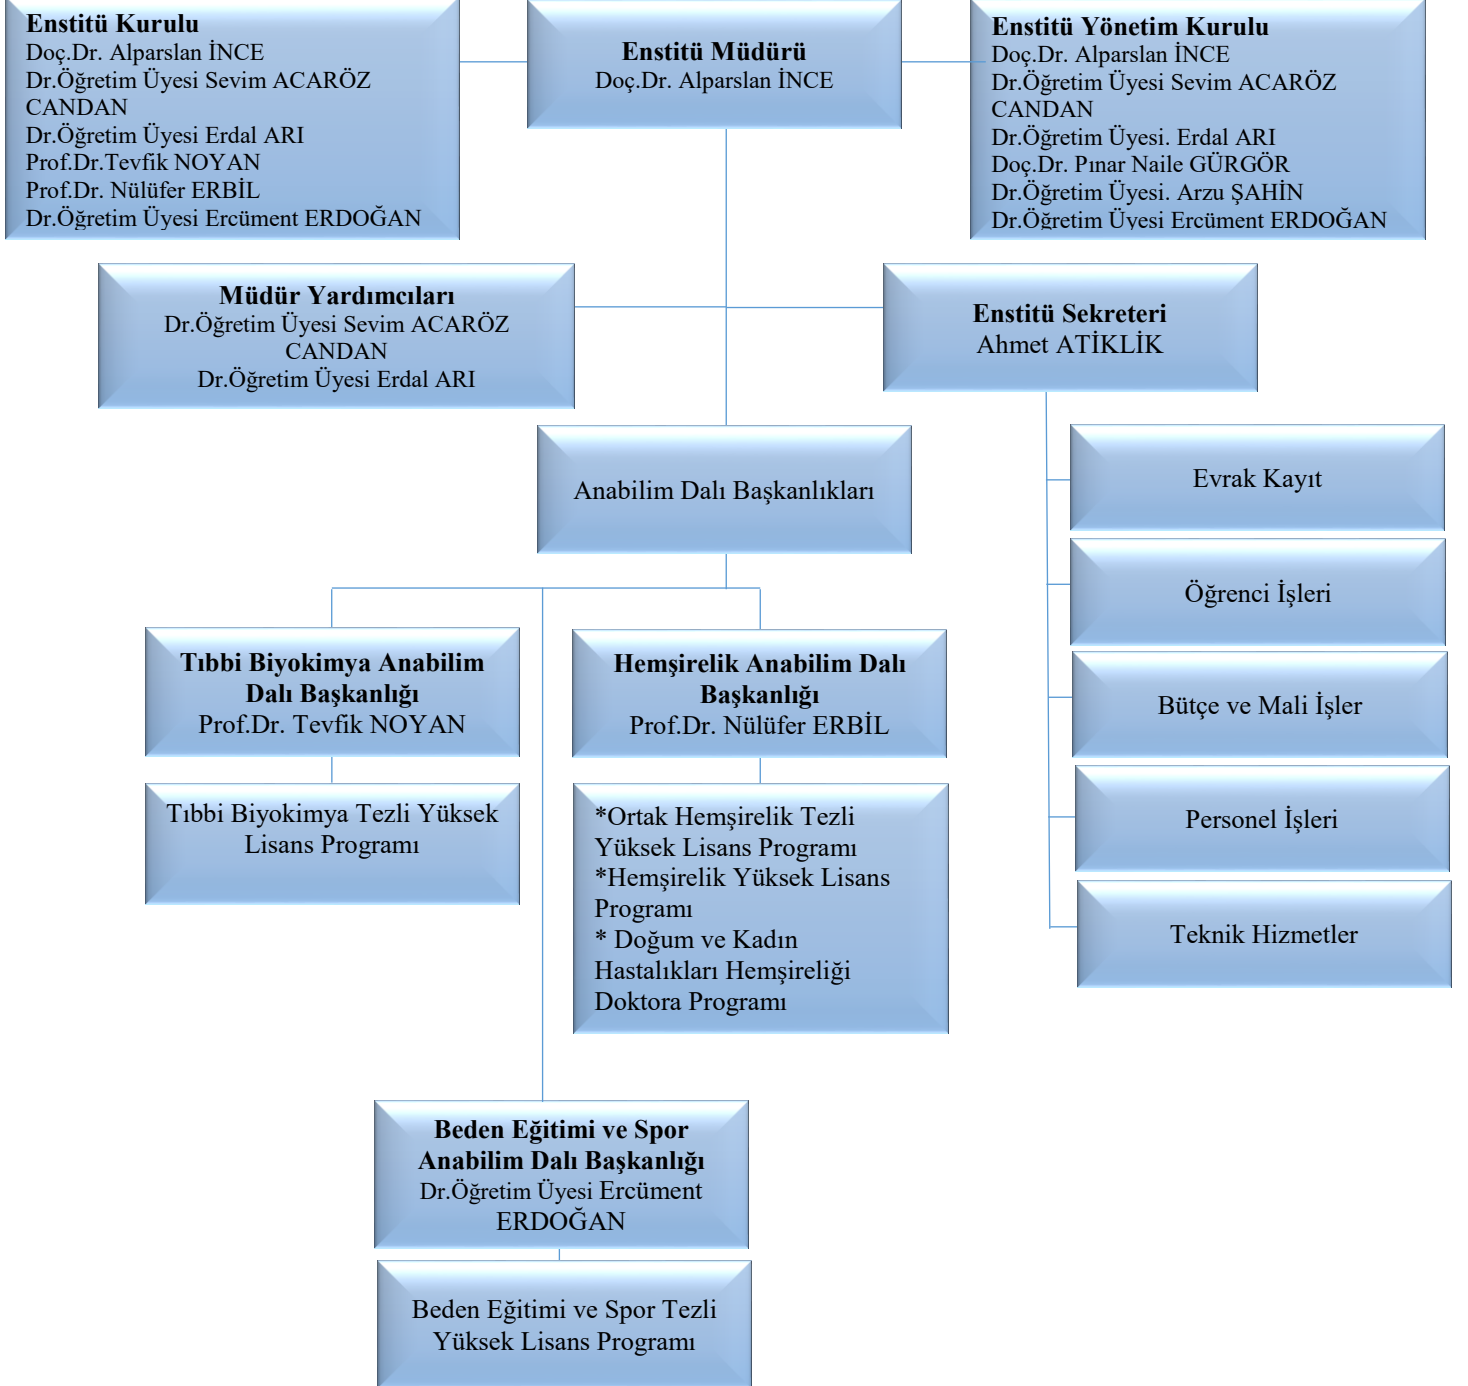 Enstitü Kurulu
Doç.Dr. Alparslan İNCE
Dr.Öğretim Üyesi Sevim ACARÖZ
CANDAN
Dr.Öğretim Üyesi Erdal ARI
Prof.Dr.Tevfik NOYAN
Prof.Dr. Nülüfer ERBİL
Dr.Öğretim Üyesi Ercüment ERDOĞAN
Enstitü Müdürü
Doç.Dr. Alparslan İNCE
Enstitü Yönetim Kurulu
Doç.Dr. Alparslan İNCE
Dr.Öğretim Üyesi Sevim ACARÖZ
CANDAN
Dr.Öğretim Üyesi. Erdal ARI
Doç.Dr. Pınar Naile GÜRGÖR
Dr.Öğretim Üyesi. Arzu ŞAHİN
Dr.Öğretim Üyesi Ercüment ERDOĞAN
Müdür Yardımcıları
Dr.Öğretim Üyesi Sevim ACARÖZ
CANDAN
Dr.Öğretim Üyesi Erdal ARI
Enstitü Sekreteri
Ahmet ATİKLİK
Anabilim Dalı Başkanlıkları
Evrak Kayıt
Öğrenci İşleri
Bütçe ve Mali İşler
Personel İşleri
Teknik Hizmetler
Tıbbi Biyokimya Anabilim
Dalı Başkanlığı
Prof.Dr. Tevfik NOYAN
Tıbbi Biyokimya Tezli Yüksek
Lisans Programı
Hemşirelik Anabilim Dalı
Başkanlığı
Prof.Dr. Nülüfer ERBİL
*Ortak Hemşirelik Tezli
Yüksek Lisans Programı
*Hemşirelik Yüksek Lisans
Programı
* Doğum ve Kadın
Hastalıkları Hemşireliği
Doktora Programı
Beden Eğitimi ve Spor
Anabilim Dalı Başkanlığı
Dr.Öğretim Üyesi Ercüment
ERDOĞAN
Beden Eğitimi ve Spor Tezli
Yüksek Lisans Programı